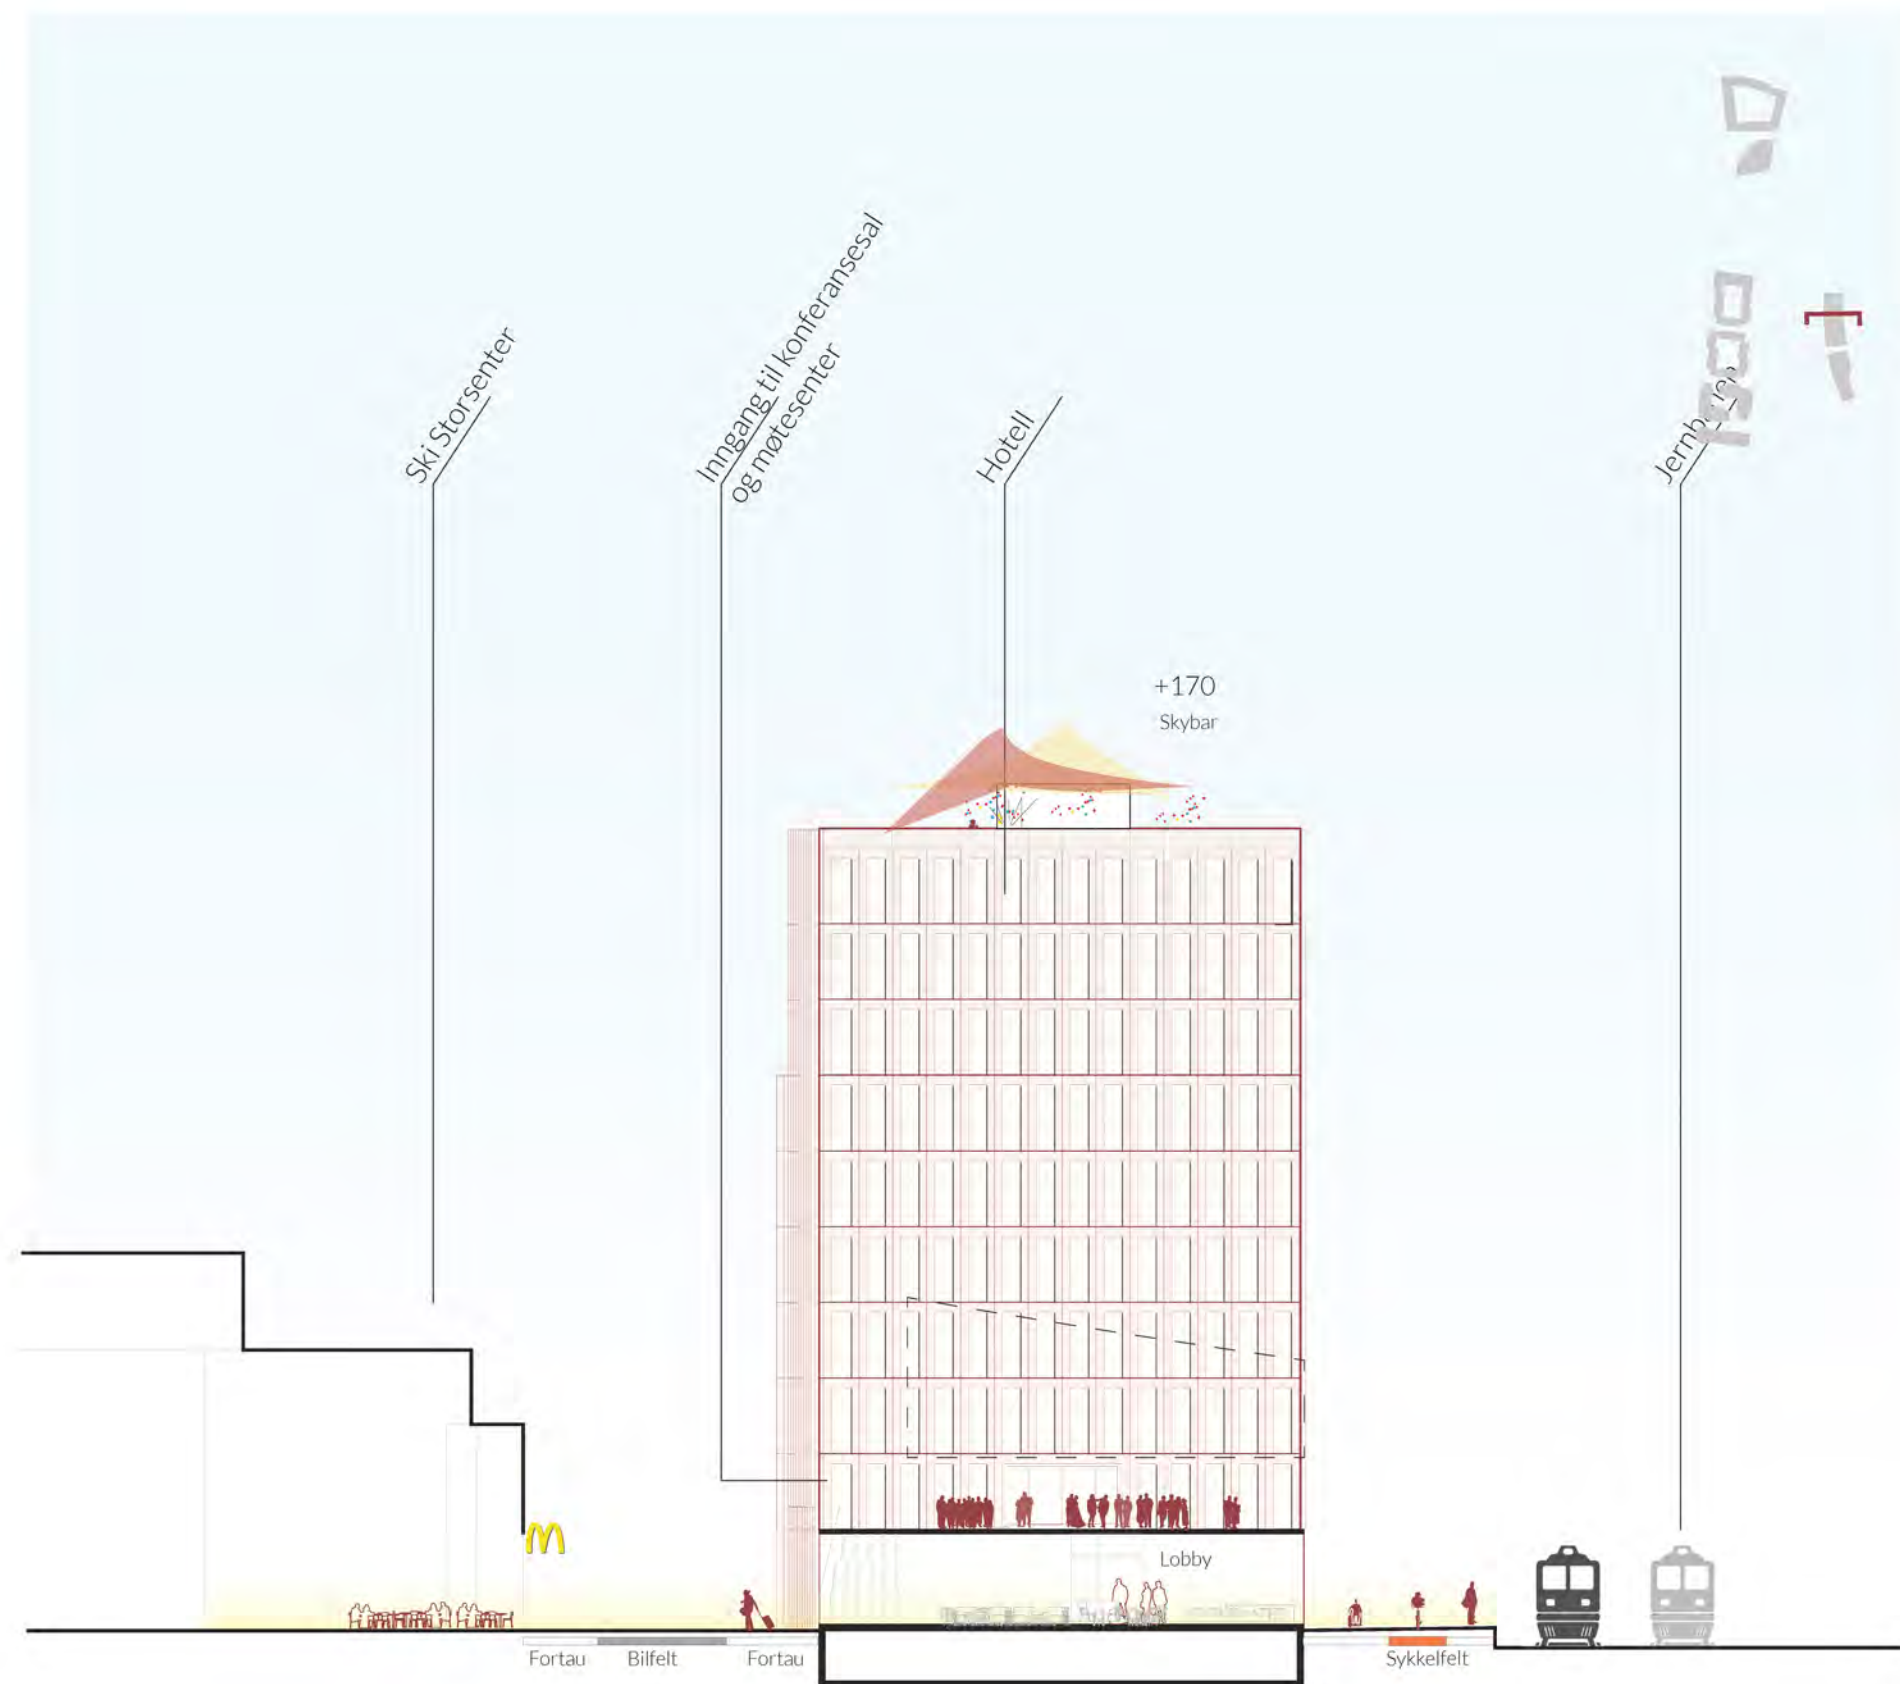 Ski Storsenter
Inngang til konferansesal
og møtesenter
Hotell
+170
Skybar
M
Lobby
Fortau
Bilfelt
Fortau
Sykkelfelt